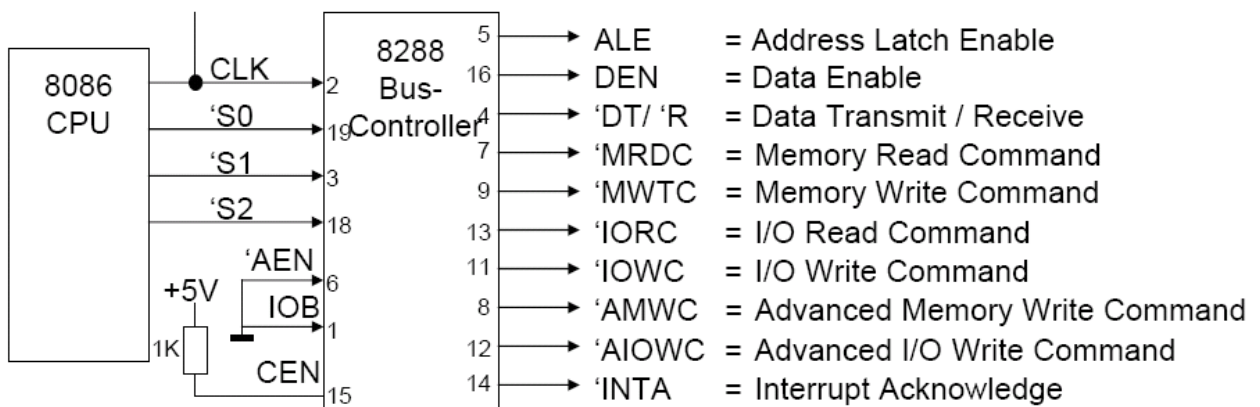 8086
CPU
CLK
‘S0
‘S1
‘S2
‘AEN
+5V
IOB
1K
CEN
2
19
3
18
6
1
15
8288
Bus-
Controller
5 ALE = Address Latch Enable
16 DEN = Data Enable
4 ‘DT/ ‘R = Data Transmit / Receive
7 ‘MRDC = Memory Read Command
9 ‘MWTC = Memory Write Command
13 ‘IORC = I/O Read Command
11 ‘IOWC = I/O Write Command
8 ‘AMWC = Advanced Memory Write Command
12 ‘AIOWC = Advanced I/O Write Command
14 ‘INTA = Interrupt Acknowledge